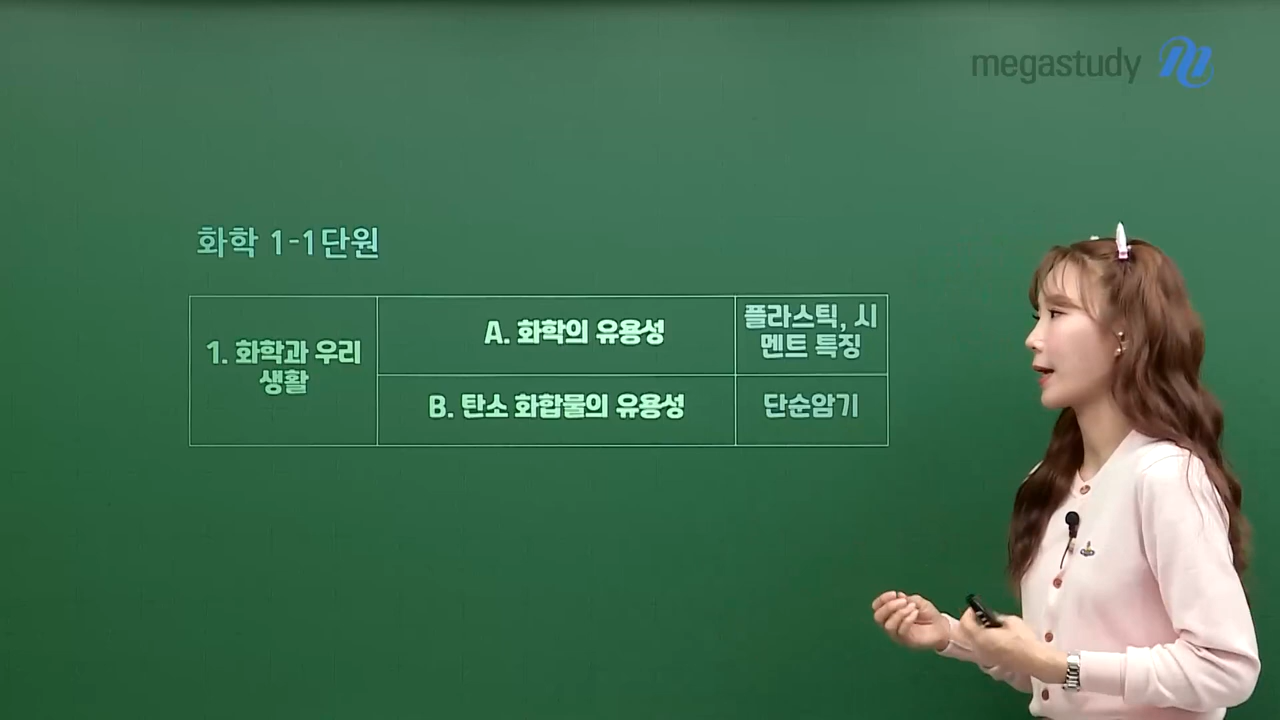 megastudy
화학 1-1단원
1. 화학과 우리
생활
A. 화학의 유용성
플라스틱, 시
멘트 특징
B. 탄소 화합물의 유용성
단순암기